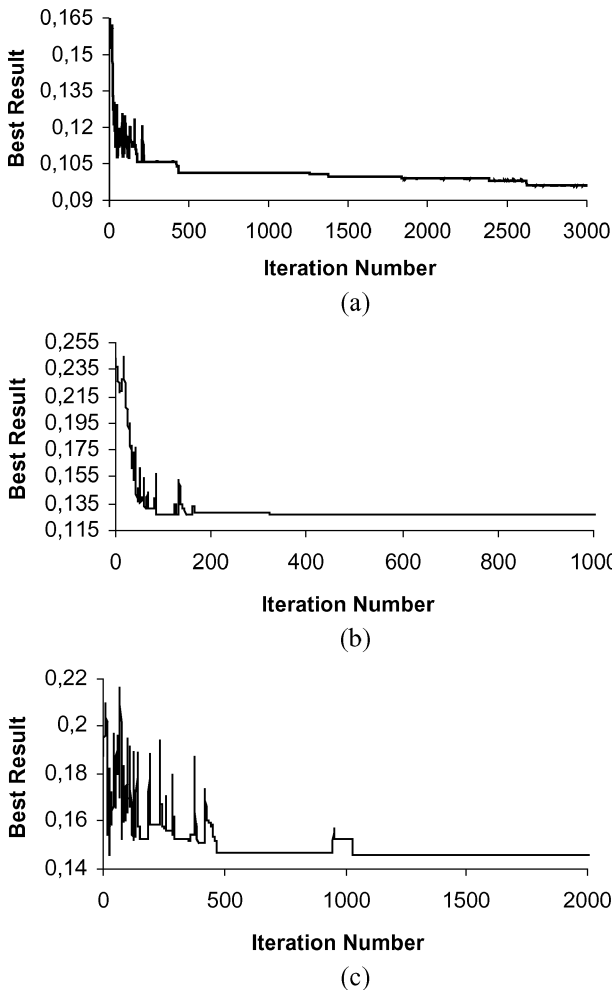 0,165
0,15
0,135
0,12
0,105
0,09
Best Result
0 500 1000 1500 2000 2500 3000
Iteration Number
(a)
0,255
0,235
0,215
0,195
0,175
0,155
0,135
0,115
Best Result
0 200 400 600 800 1000
Iteration Number
(b)
0,22
0,2
0,18
0,16
0,14
Best Result
0 500 1000 1500 2000
Iteration Number
(c)